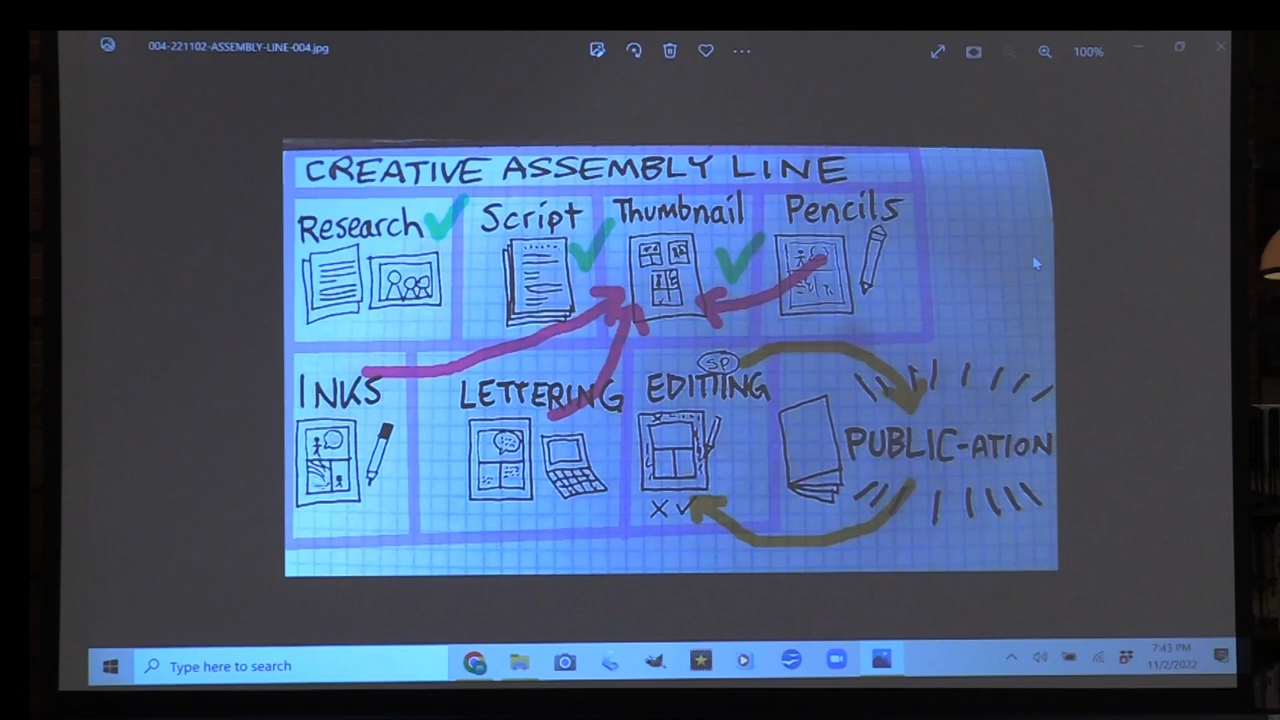 004-221102-ASSEMBLY-LINE-004.jpg
100%
CREATIVE ASSEMBLY LINE
Research
Script
Thumbnail
Pencils
INKS
LETTERING
SP
EDITTING
PUBLIC-ATION
X
Type here to search
7:43 PM
11/2/2022